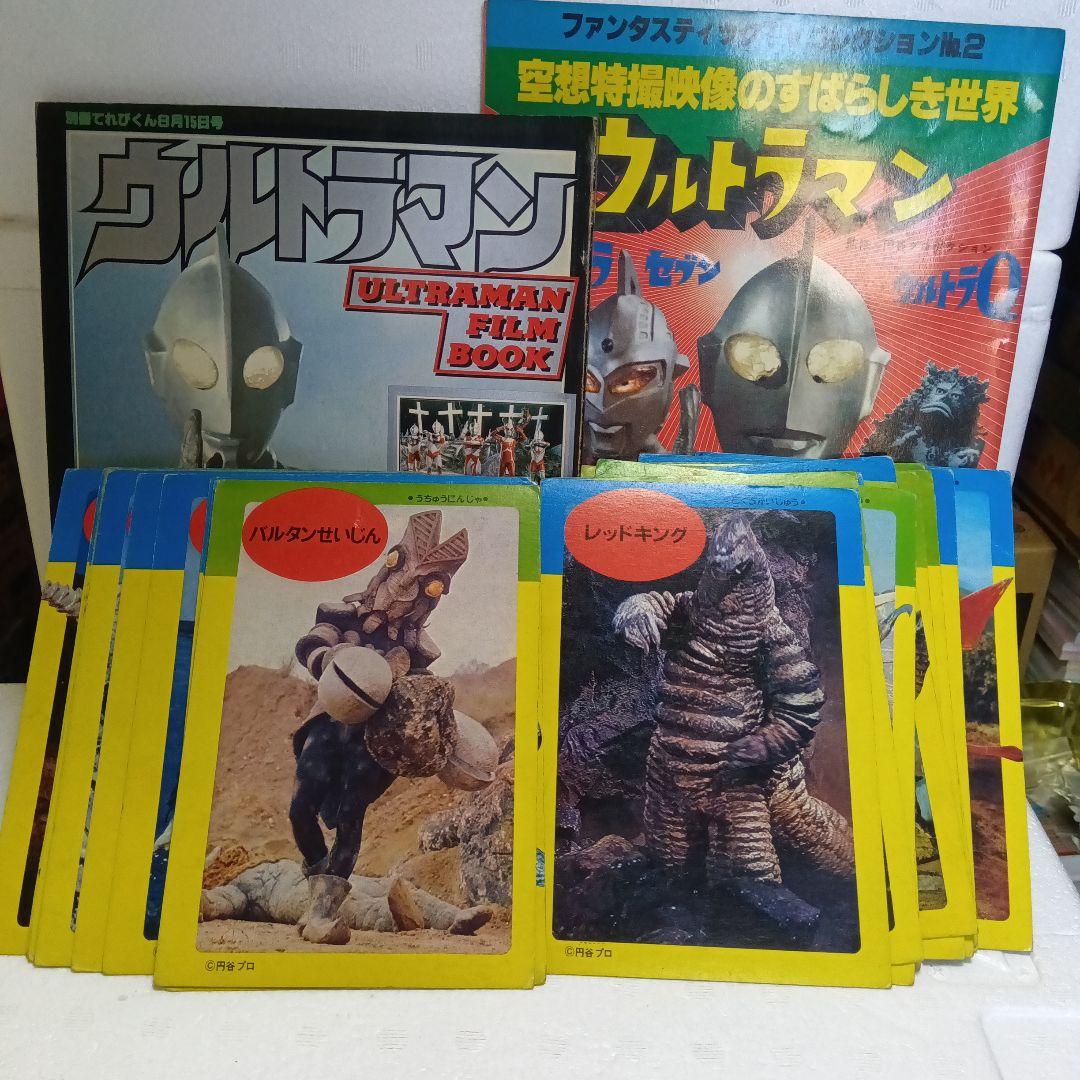 別冊てれびくん8月15日号
ウルトラマン
ULTRAMAN
FILM
BOOK
ファンタスティックTVコレクションNo.2
空想特撮映像のすばらしき世界
ウルトラマン
ラ セブン
ウルトラQ
●うちゅうにんじゃ●
バルタンせいじん
©円谷プロ
レッドキング
©円谷プロ